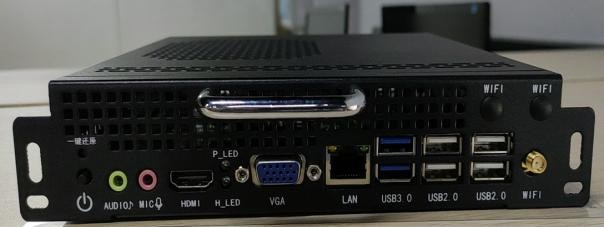 WIFI WIFI
一键还原
P_LED
AUDIO MIC HDMI H_LED VGA LAN USB3.0 USB2.0 USB2.0 WIFI